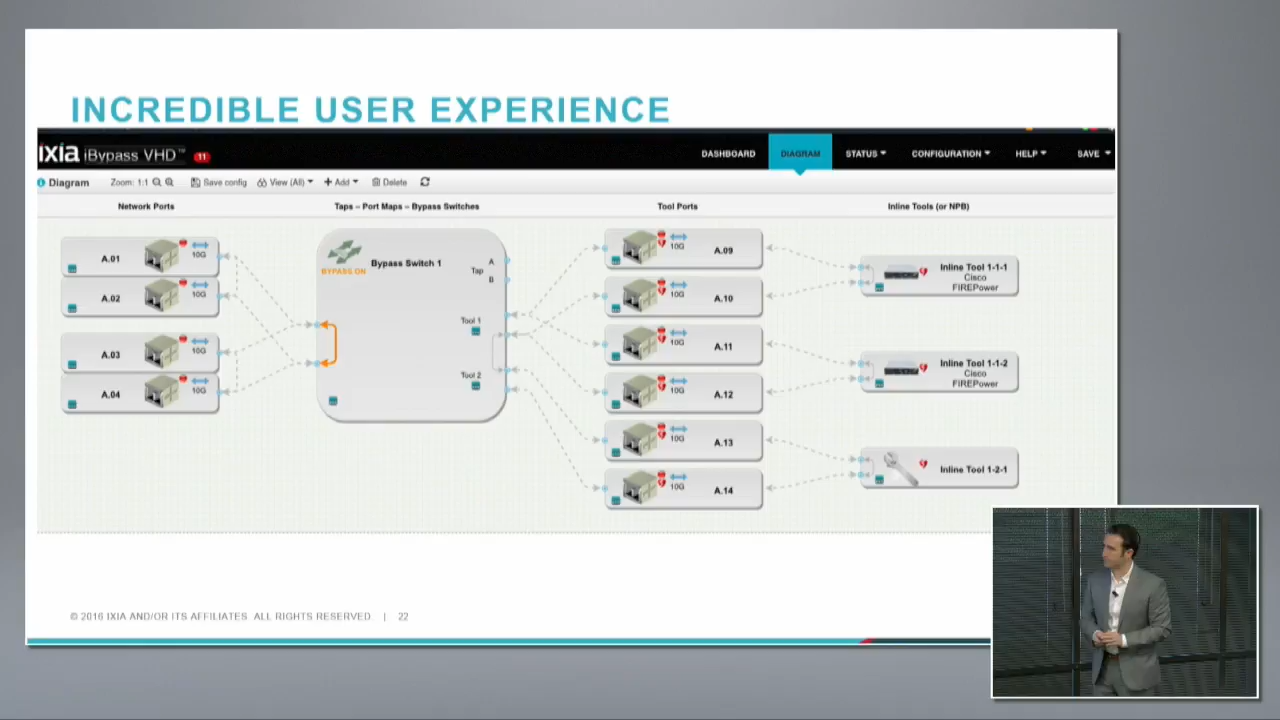 INCREDIBLE USER EXPERIENCE
ixia iBypass VHD™ 11
DASHBOARD DIAGRAM STATUS CONFIGURATION HELP SAVE
Diagram Zoom: 1:1 Save config View (All) Add Delete
Network Ports Taps – Port Maps – Bypass Switches Tool Ports Inline Tools (or NPB)
A.01 10G
A.02 10G
A.03 10G
A.04 10G
BYPASS ON
Bypass Switch 1
A
Tap
B
Tool 1
Tool 2
10G A.09
10G A.10
10G A.11
10G A.12
10G A.13
10G A.14
Inline Tool 1-1-1
Cisco
FIREPower
Inline Tool 1-1-2
Cisco
FIREPower
Inline Tool 1-2-1
© 2016 IXIA AND/OR ITS AFFILIATES. ALL RIGHTS RESERVED. | 22